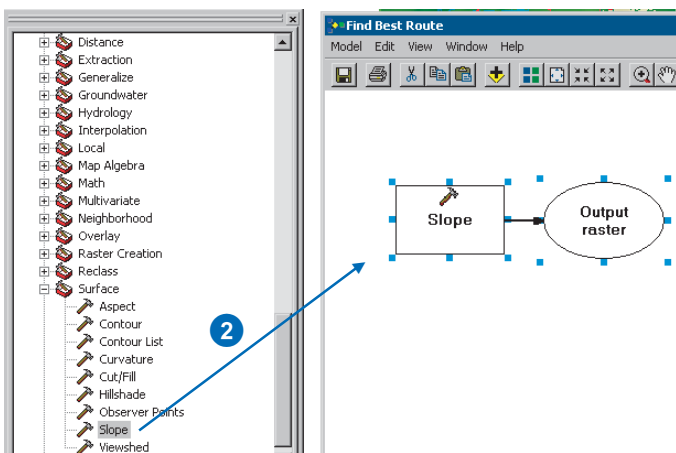 Distance
Extraction
Generalize
Groundwater
Hydrology
Interpolation
Local
Map Algebra
Math
Multivariate
Neighborhood
Overlay
Raster Creation
Reclass
Surface
Aspect
Contour
Contour List
Curvature
Cut/Fill
Hillshade
Observer Points
Slope
Viewshed
2
Find Best Route
Model Edit View Window Help
Slope
Output
raster